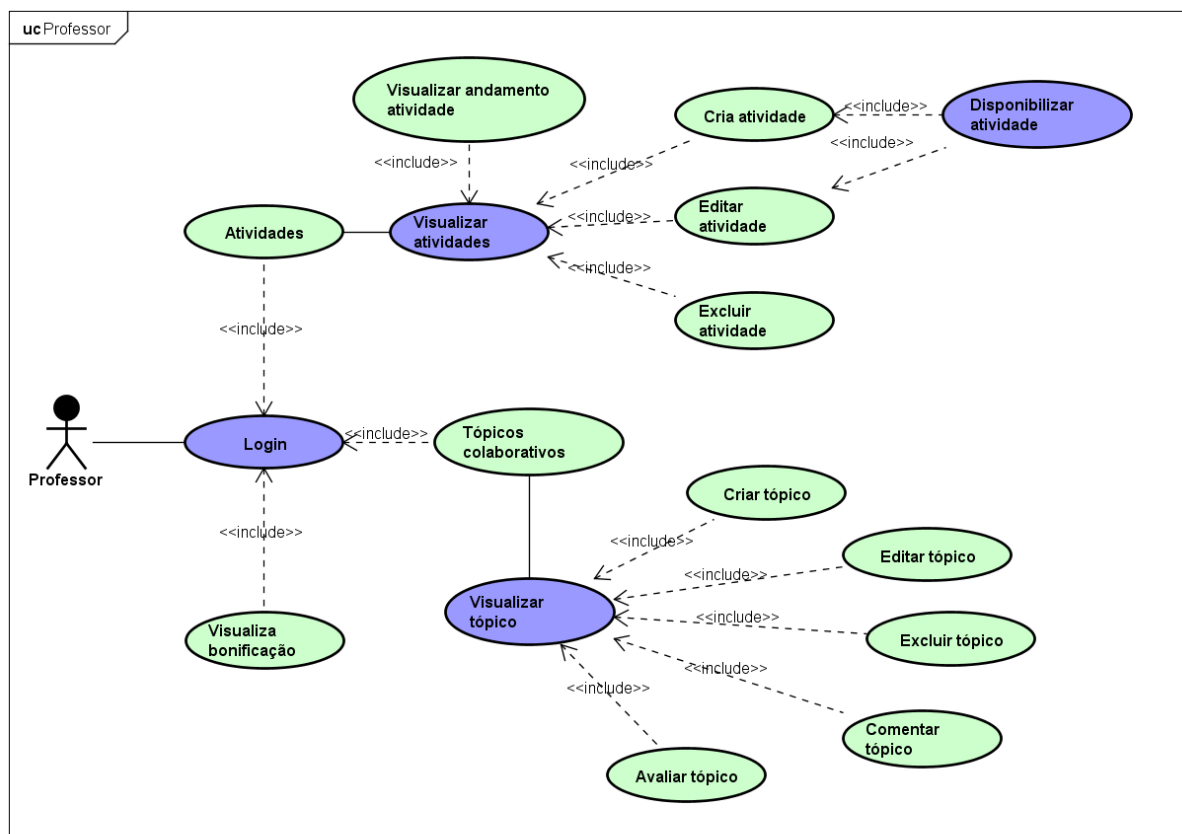 uc Professor
Visualizar andamento
atividade
Cria atividade
<<include>>
Disponibilizar
atividade
<<include>>
<<include>>
<<include>>
Atividades
Visualizar
atividades
<<include>>
Editar
atividade
<<include>>
Excluir
atividade
<<include>>
Professor
Login
<<include>>
Tópicos
colaborativos
<<include>>
Criar tópico
<<include>>
Editar tópico
<<include>>
Visualizar
tópico
<<include>>
Excluir tópico
Visualiza
bonificação
<<include>>
Comentar
tópico
<<include>>
Avaliar tópico